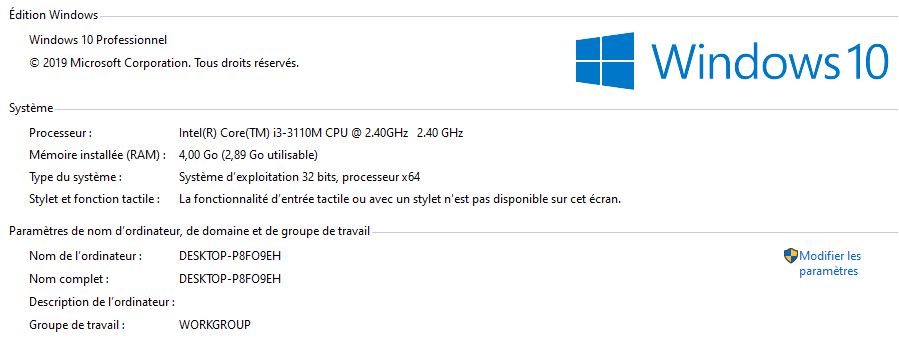 Édition Windows
Windows 10 Professionnel
© 2019 Microsoft Corporation. Tous droits réservés.
Windows 10
Système
Processeur : Intel(R) Core(TM) i3-3110M CPU @ 2.40GHz 2.40 GHz
Mémoire installée (RAM) : 4,00 Go (2,89 Go utilisable)
Type du système : Système d'exploitation 32 bits, processeur x64
Stylet et fonction tactile : La fonctionnalité d'entrée tactile ou avec un stylet n'est pas disponible sur cet écran.
Paramètres de nom d'ordinateur, de domaine et de groupe de travail
Nom de l'ordinateur : DESKTOP-P8FO9EH
Modifier les
paramètres
Nom complet : DESKTOP-P8FO9EH
Description de l'ordinateur :
Groupe de travail : WORKGROUP